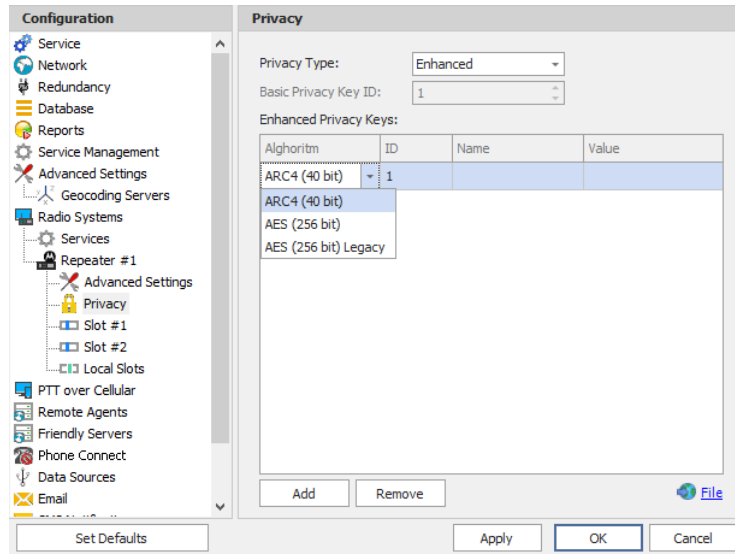 Configuration
Service
Network
Redundancy
Database
Reports
Service Management
Advanced Settings
Geocoding Servers
Radio Systems
Services
Repeater #1
Advanced Settings
Privacy
Slot #1
Slot #2
Local Slots
PTT over Cellular
Remote Agents
Friendly Servers
Phone Connect
Data Sources
Email
Set Defaults
Privacy
Privacy Type: Enhanced
Basic Privacy Key ID: 1
Enhanced Privacy Keys:
Alghoritm ID Name Value
ARC4 (40 bit) 1
ARC4 (40 bit)
AES (256 bit)
AES (256 bit) Legacy
Add Remove File
Apply OK Cancel